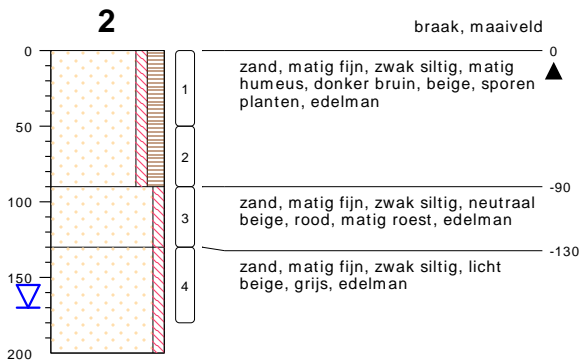 2
braak, maaiveld
0
0
zand, matig fijn, zwak siltig, matig
humeus, donker bruin, beige, sporen
planten, edelman
1
50
2
-90
100
3
zand, matig fijn, zwak siltig, neutraal
beige, rood, matig roest, edelman
-130
150
4
zand, matig fijn, zwak siltig, licht
beige, grijs, edelman
200